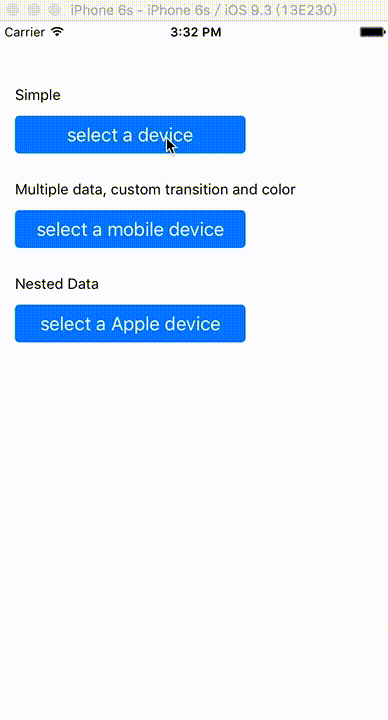 iPhone 6s - iPhone 6s / iOS 9.3 (13E230)
Carrier 3:32 PM
Simple
select a device
Multiple data, custom transition and color
select a mobile device
Nested Data
select a Apple device